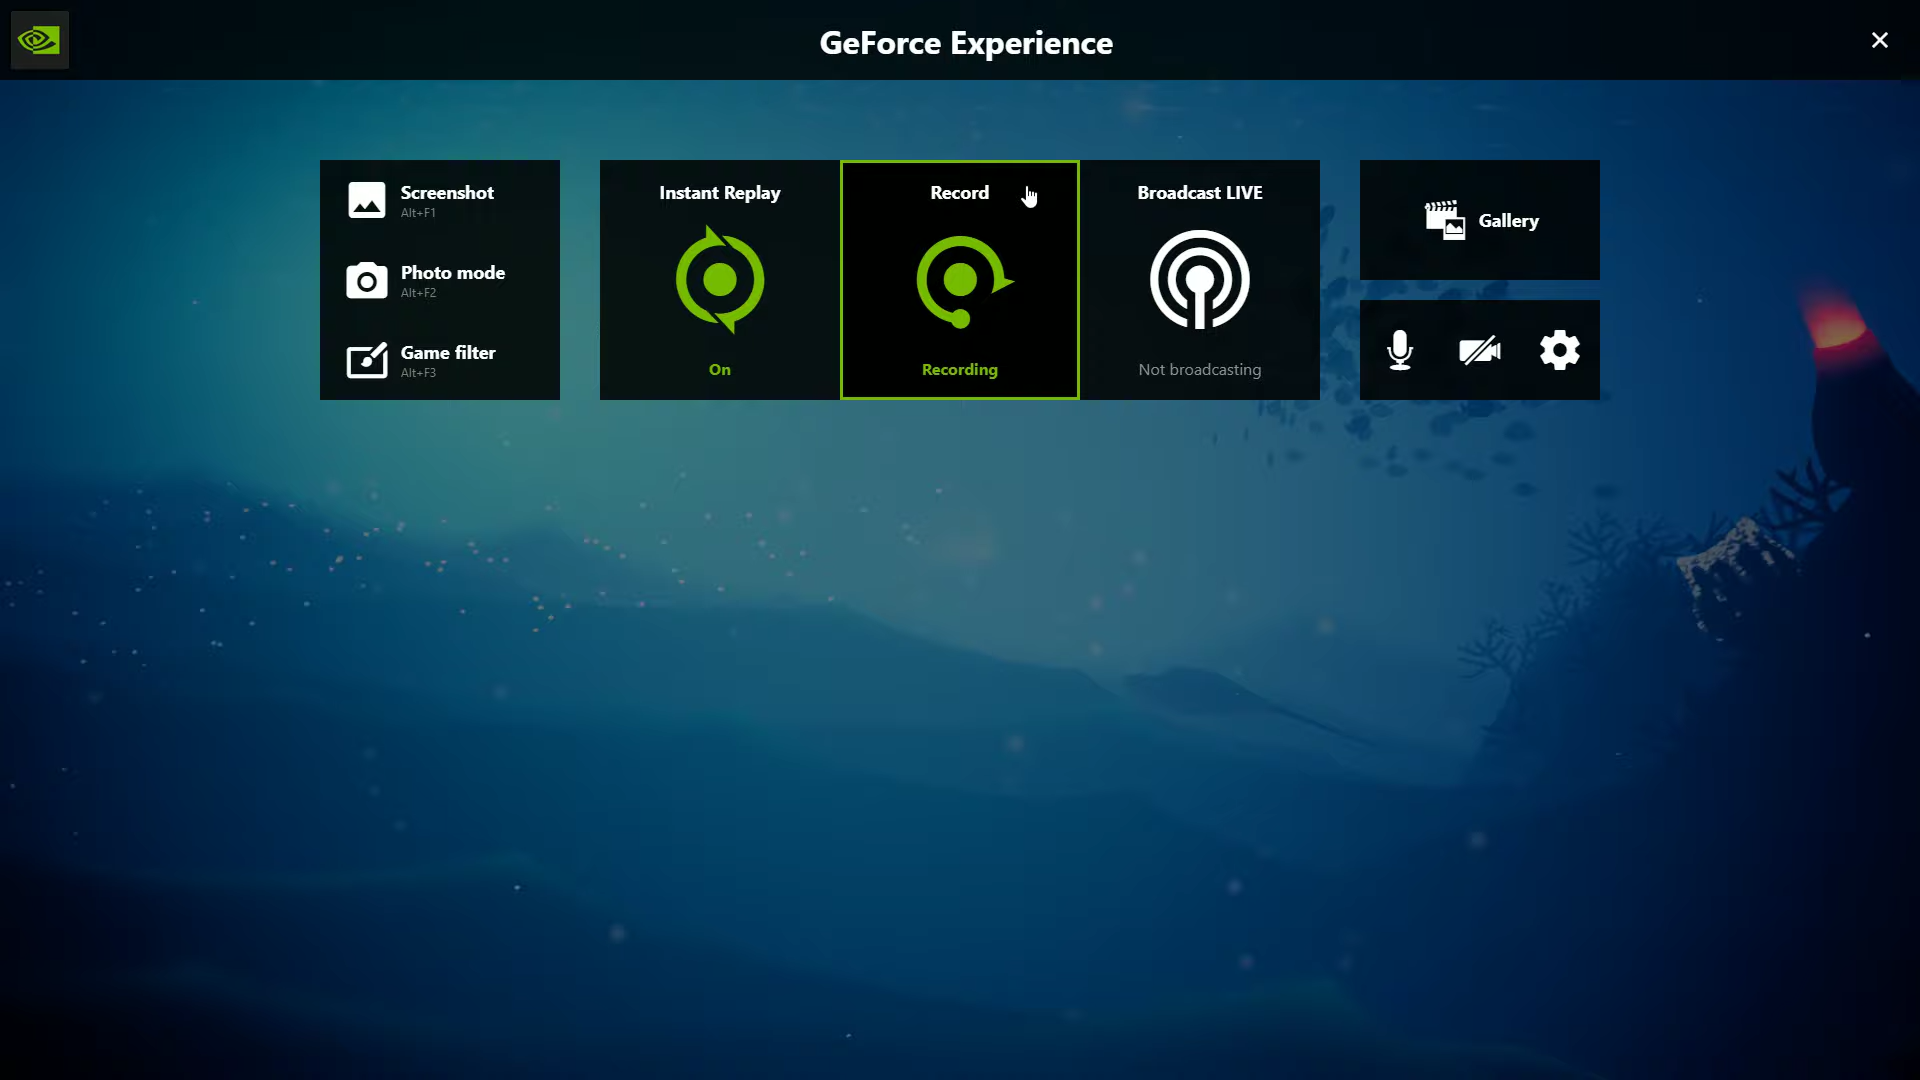 GeForce Experience
Screenshot
Alt+F1
Photo mode
Alt+F2
Game filter
Alt+F3
Instant Replay
On
Record
Recording
Broadcast LIVE
Not broadcasting
Gallery